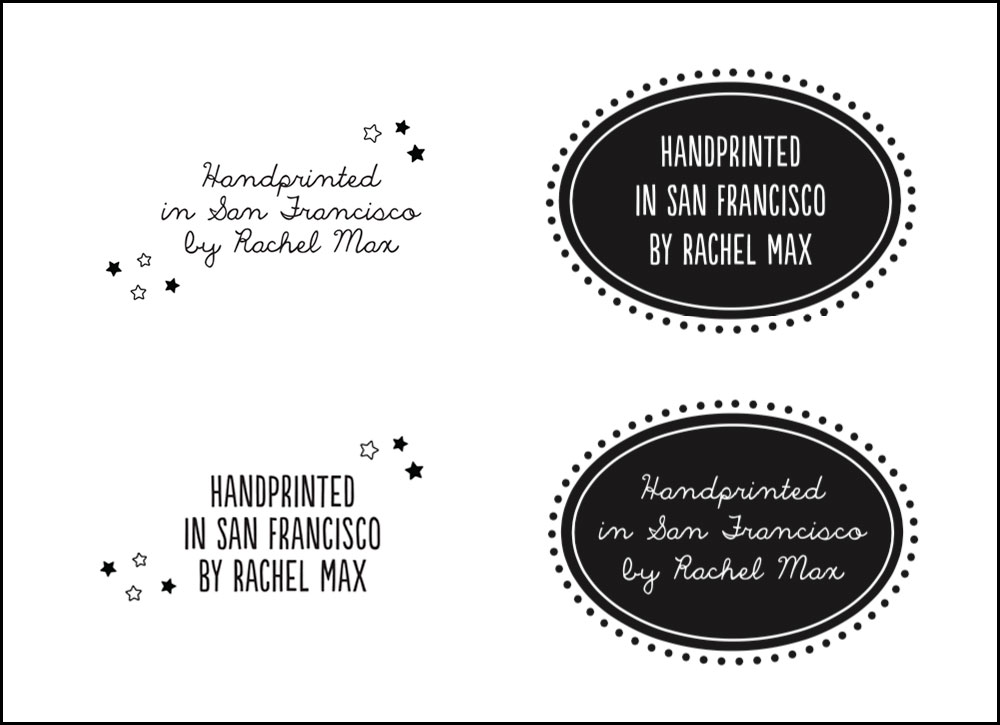 Handprinted
in San Francisco
by Rachel Max
HANDPRINTED
IN SAN FRANCISCO
BY RACHEL MAX
HANDPRINTED
IN SAN FRANCISCO
BY RACHEL MAX
Handprinted
in San Francisco
by Rachel Max